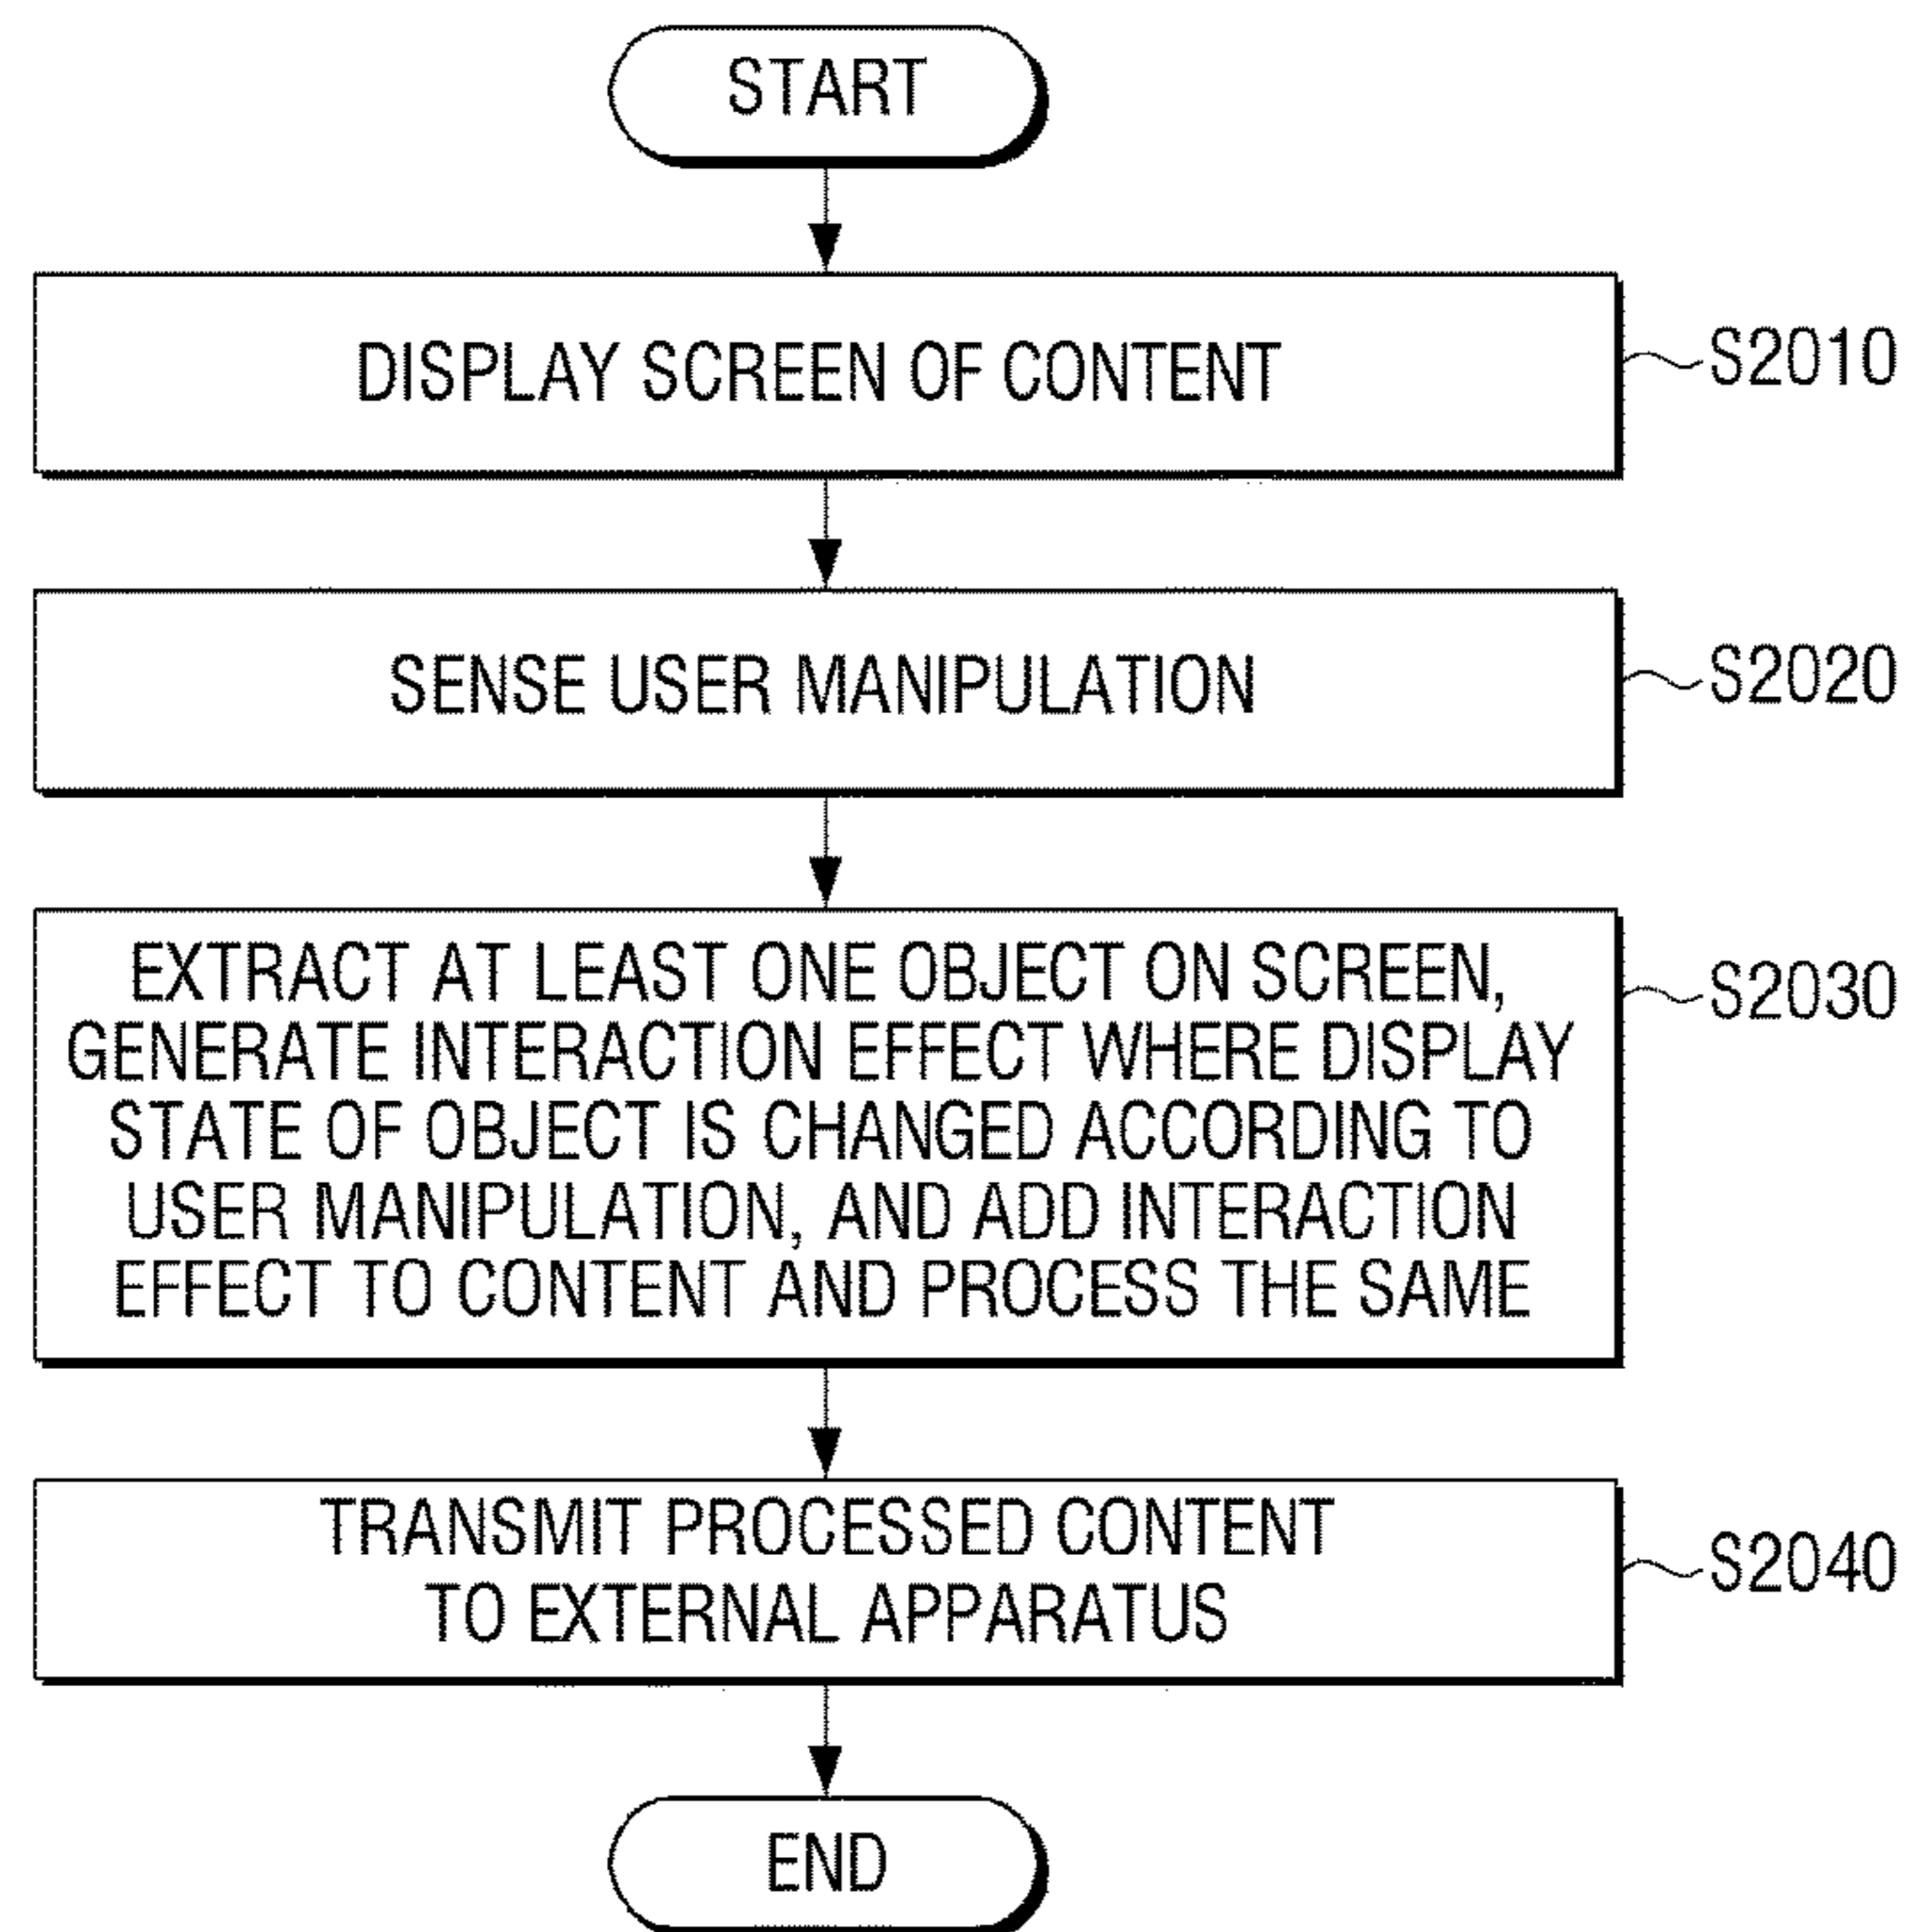 START
DISPLAY SCREEN OF CONTENT
S2010
SENSE USER MANIPULATION
S2020
EXTRACT AT LEAST ONE OBJECT ON SCREEN,
GENERATE INTERACTION EFFECT WHERE DISPLAY
STATE OF OBJECT IS CHANGED ACCORDING TO
USER MANIPULATION, AND ADD INTERACTION
EFFECT TO CONTENT AND PROCESS THE SAME
S2030
TRANSMIT PROCESSED CONTENT
TO EXTERNAL APPARATUS
S2040
END